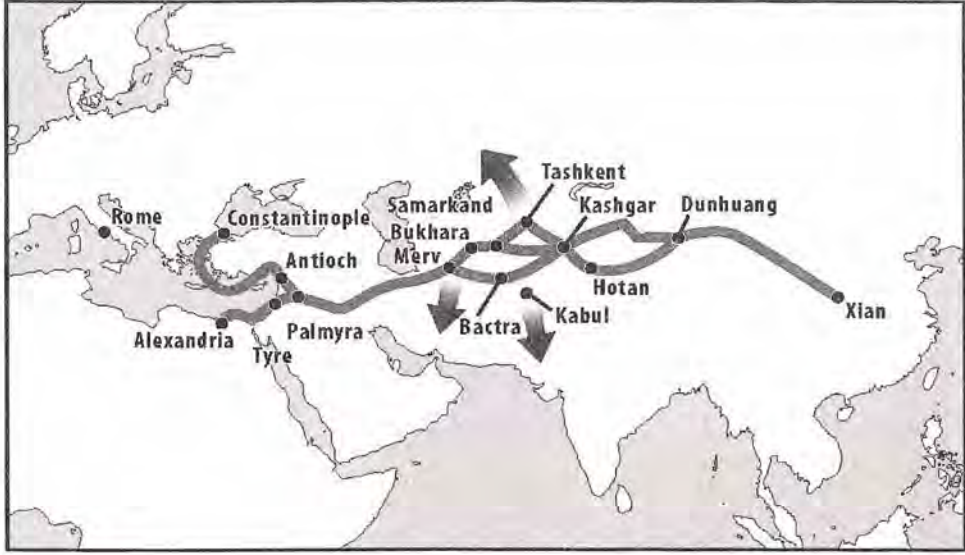 Tashkent
Samarkand
Kashgar
Dunhuang
Rome
Constantinople
Bukhara
Merv
Antioch
Hotan
Xian
Kabul
Bactra
Palmyra
Alexandria
Tyre